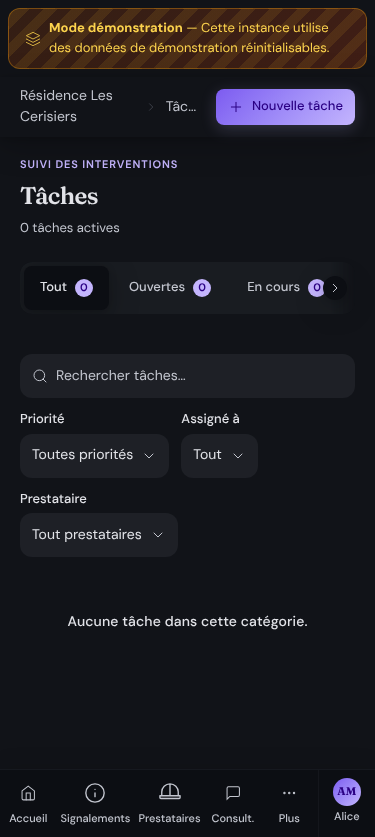 Mode démonstration — Cette instance utilise
des données de démonstration réinitialisables.
Résidence Les
Cerisiers
Tâc...
Nouvelle tâche
SUIVI DES INTERVENTIONS
Tâches
0 tâches actives
Tout 0
Ouvertes 0
En cours 0
Rechercher tâches...
Priorité
Assigné à
Toutes priorités
Tout
Prestataire
Tout prestataires
Aucune tâche dans cette catégorie.
AM
Accueil
Signalements
Prestataires
Consult.
Plus
Alice